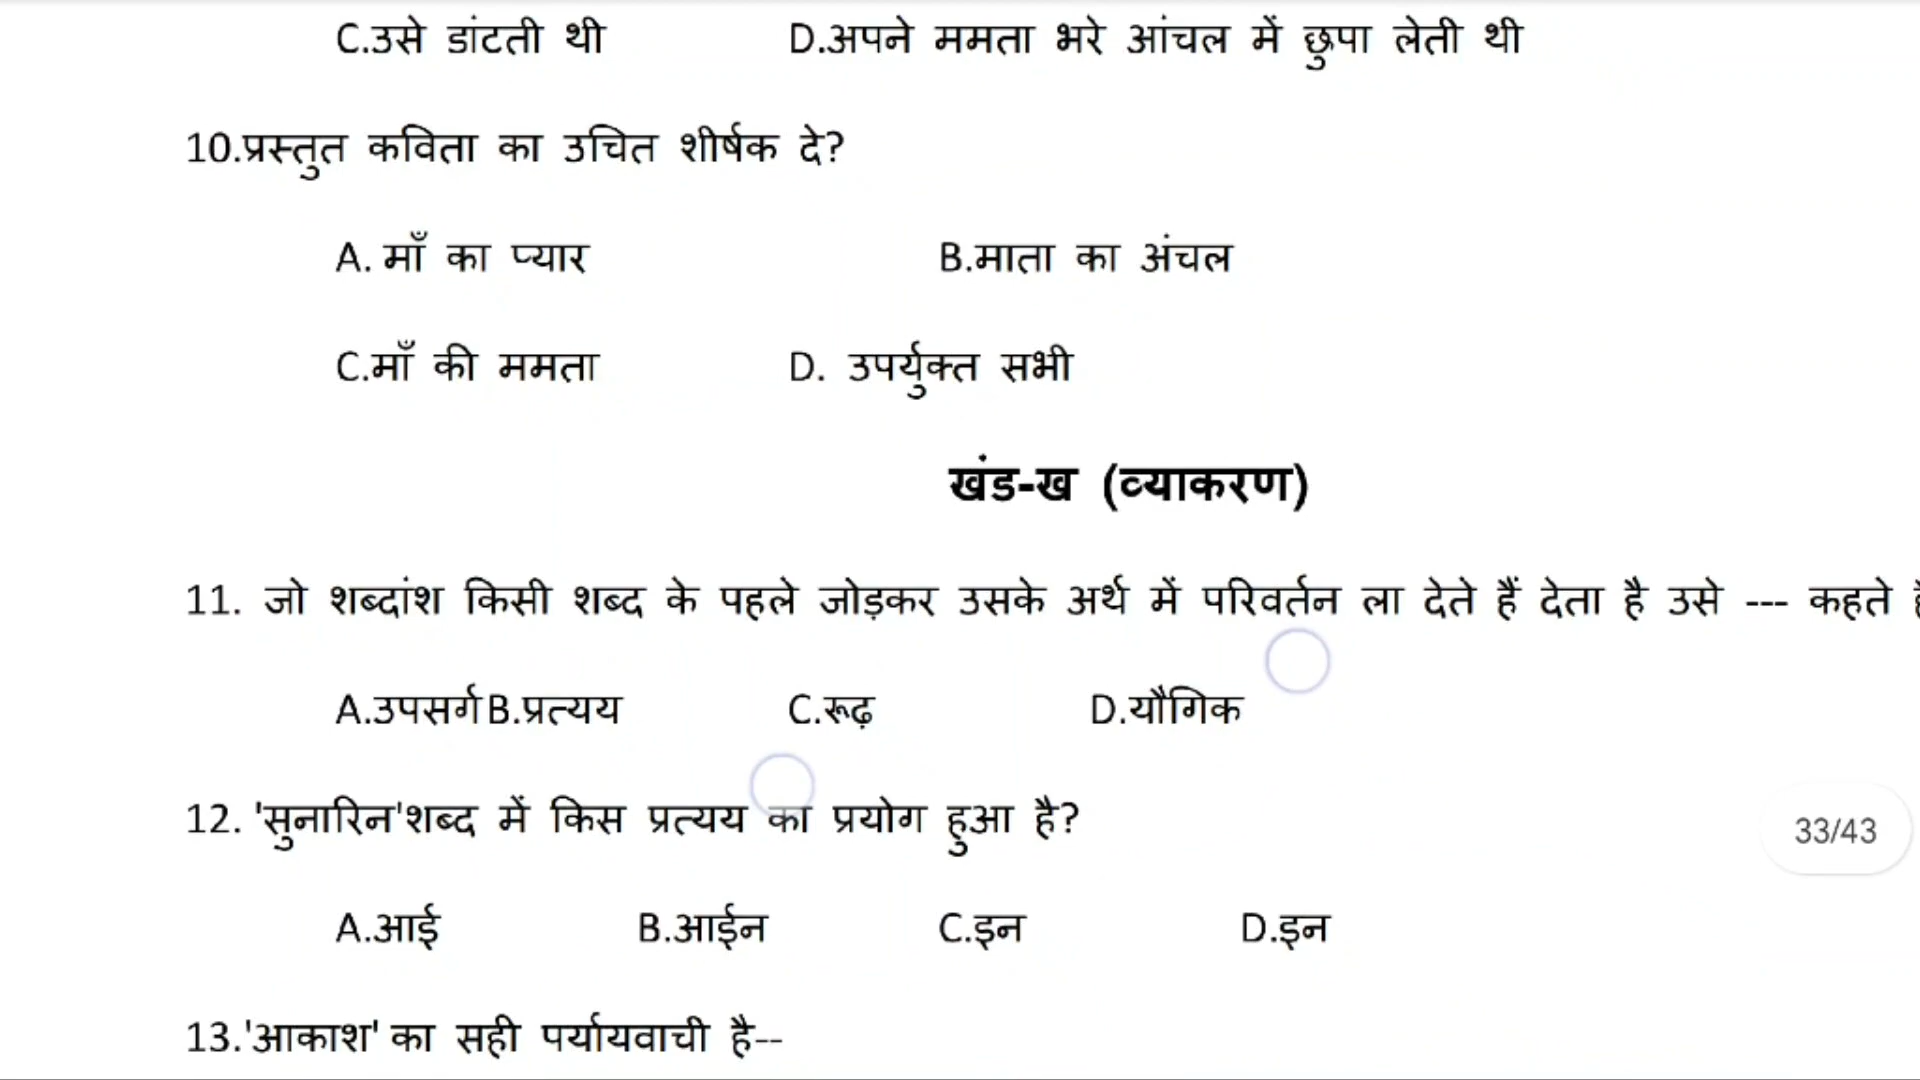 C.उसे डांटती थी D.अपने ममता भरे आंचल में छुपा लेती थी
10.प्रस्तुत कविता का उचित शीर्षक दे?
A. माँ का प्यार B.माता का अंचल
C.माँ की ममता D. उपर्युक्त सभी
खंड-ख (व्याकरण)
11. जो शब्दांश किसी शब्द के पहले जोड़कर उसके अर्थ में परिवर्तन ला देते हैं देता है उसे --- कहते
A.उपसर्ग B.प्रत्यय C.रूढ़ D.यौगिक
12. 'सुनारिन'शब्द में किस प्रत्यय का प्रयोग हुआ है?
33/43
A.आई B.आईन C.इन D.इन
13.'आकाश' का सही पर्यायवाची है--